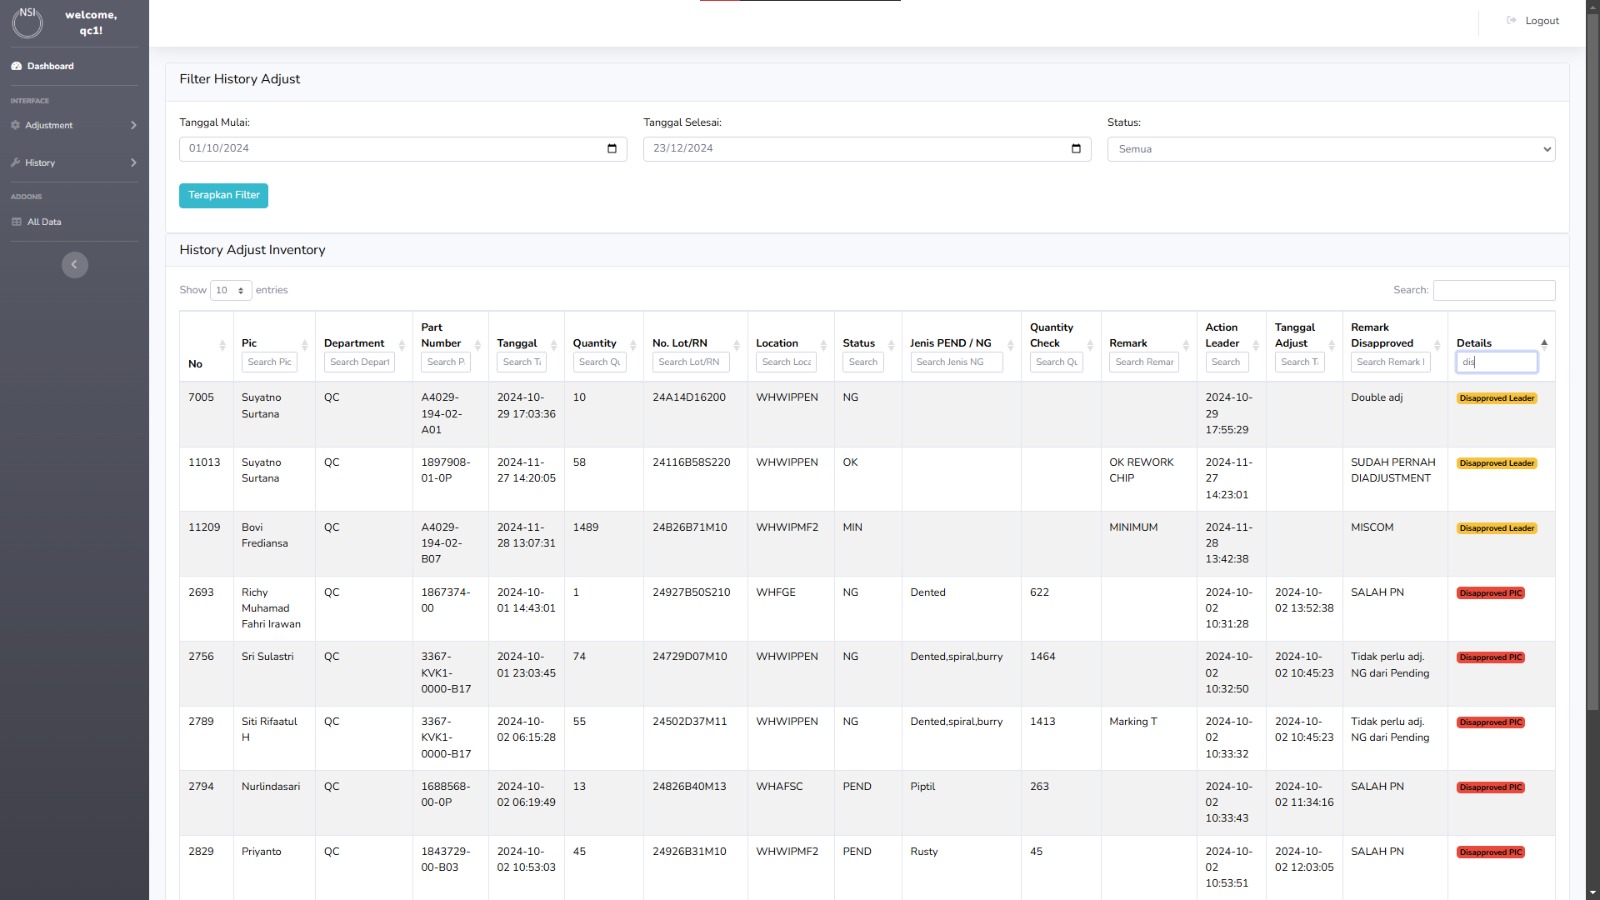 NSI
welcome,
qc1!
Dashboard
INTERFACE
Adjustment
History
ADDONS
All Data
Logout
Filter History Adjust
Tanggal Mulai: Tanggal Selesai: Status:
01/10/2024 23/12/2024 Semua
Terapkan Filter
History Adjust Inventory
Show 10 entries Search:
No Pic Department Part Number Tanggal Quantity No. Lot/RN Location Status Jenis PEND / NG Quantity Check Remark Action Leader Tanggal Adjust Remark Disapproved Details
Search Pic Search Depart Search P. Search Ta Search Qu Search Lot/RN Search Loca Search Search Jenis NG Search Qu Search Remar Search Search T. Search Remark I dis
7005 Suyatno Surtana QC A4029-194-02-A01 2024-10-29 17:03:36 10 24A14D16200 WHWIPPEN NG 2024-10-29 17:55:29 Double adj Disapproved Leader
11013 Suyatno Surtana QC 1897908-01-0P 2024-11-27 14:20:05 58 24116B58S220 WHWIPPEN OK OK REWORK CHIP 2024-11-27 14:23:01 SUDAH PERNAH DIADJUSTMENT Disapproved Leader
11209 Bovi Frediansa QC A4029-194-02-B07 2024-11-28 13:07:31 1489 24B26B71M10 WHWIPMF2 MIN MINIMUM 2024-11-28 13:42:38 MISCOM Disapproved Leader
2693 Richy Muhamad Fahri Irawan QC 1867374-00 2024-10-01 14:43:01 1 24927B50S210 WHFGE NG Dented 622 2024-10-02 10:31:28 2024-10-02 13:52:38 SALAH PN Disapproved PIC
2756 Sri Sulastri QC 3367-KVK1-0000-B17 2024-10-01 23:03:45 74 24729D07M10 WHWIPPEN NG Dented,spiral,burry 1464 2024-10-02 10:32:50 2024-10-02 10:45:23 Tidak perlu adj. NG dari Pending Disapproved PIC
2789 Siti Rifaatul H QC 3367-KVK1-0000-B17 2024-10-02 06:15:28 55 24502D37M11 WHWIPPEN NG Dented,spiral,burry 1413 Marking T 2024-10-02 10:33:32 2024-10-02 10:45:23 Tidak perlu adj. NG dari Pending Disapproved PIC
2794 Nurlindasari QC 1688568-00-0P 2024-10-02 06:19:49 13 24826B40M13 WHAFSC PEND Piptil 263 2024-10-02 10:33:43 2024-10-02 11:34:16 SALAH PN Disapproved PIC
2829 Priyanto QC 1843729-00-B03 2024-10-02 10:53:03 45 24926B31M10 WHWIPMF2 PEND Rusty 45 2024-10-02 10:53:51 2024-10-02 12:03:05 SALAH PN Disapproved PIC